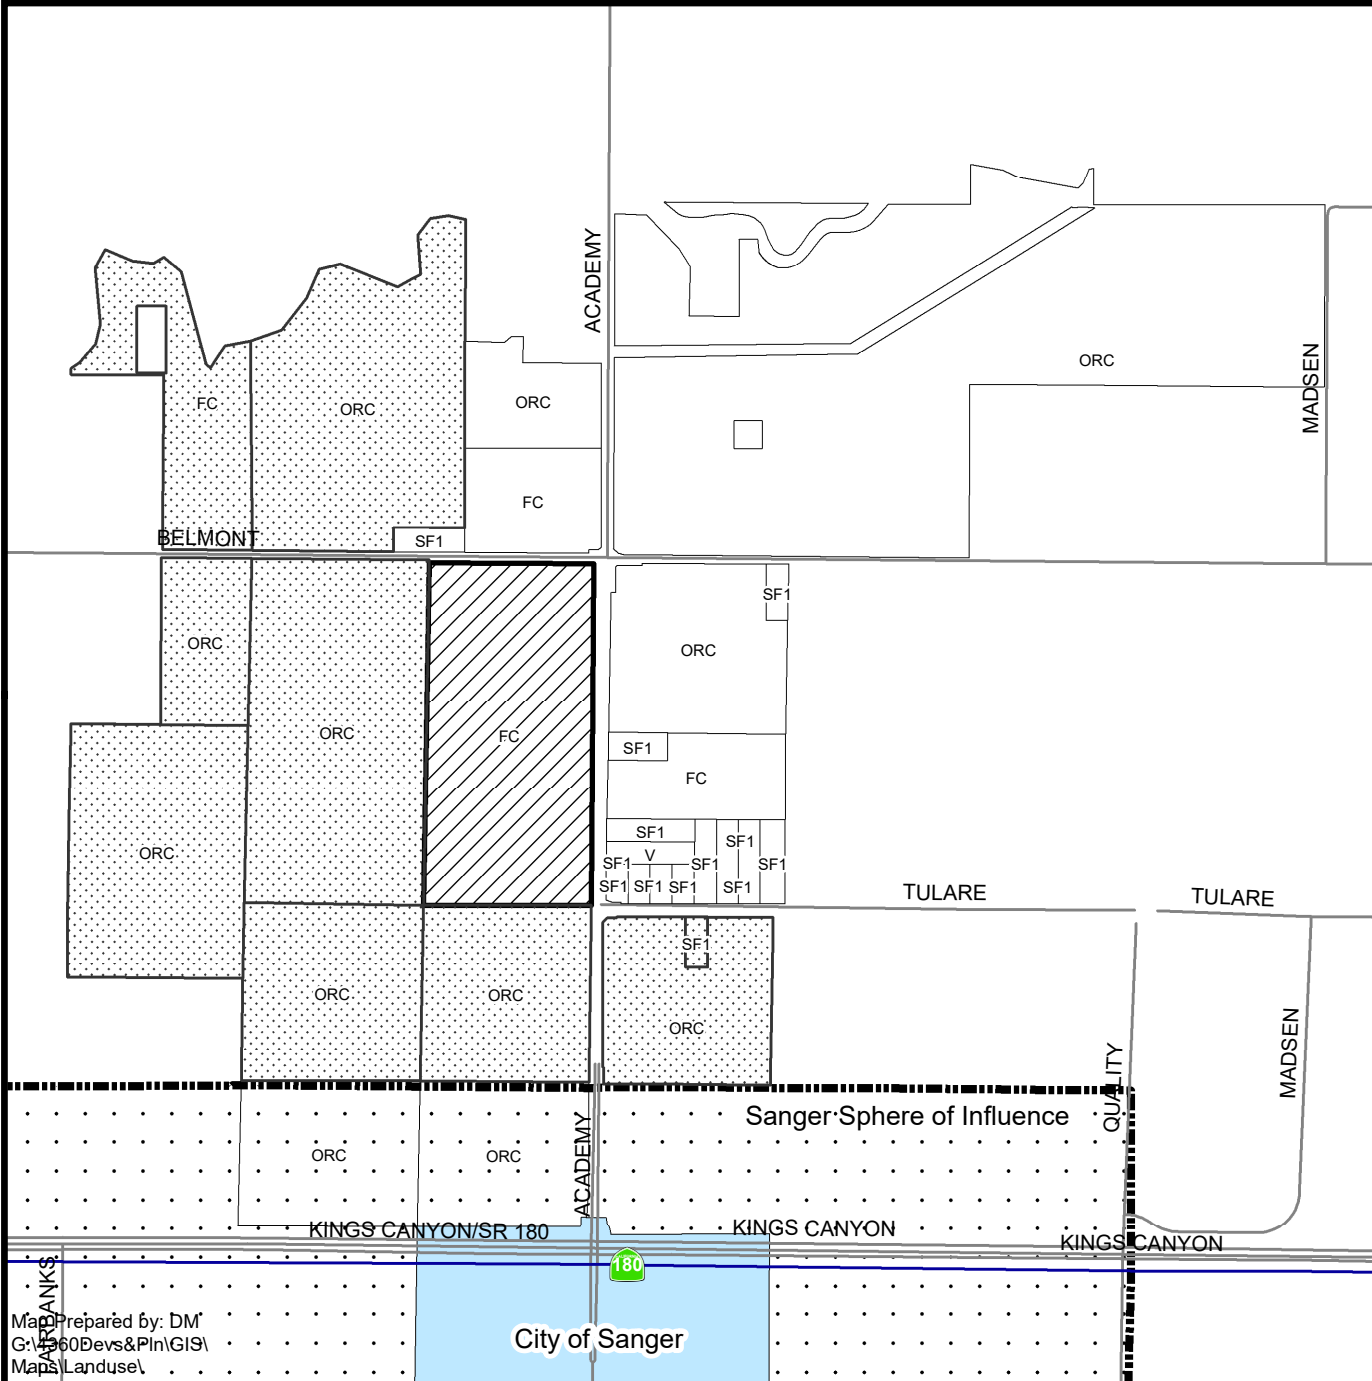 ACADEMY
MADSEN
ORC
FC
ORC
ORC
FC
SF1
BELMONT
SF1
ORC
ORC
ORC
FC
SF1
FC
ORC
SF1
SF1
V
SF1
SF1
SF1
SF1
SF1
SF1
SF1
TULARE
TULARE
SF1
ORC
ORC
ORC
MADSEN
QUALITY
Sanger Sphere of Influence
ACADEMY
ORC
ORC
KINGS CANYON/SR 180
KINGS CANYON
KINGS CANYON
180
FAIRBANKS
City of Sanger
Map Prepared by: DM
G:\4360Devs&Pln\GIS\
Maps\Landuse\